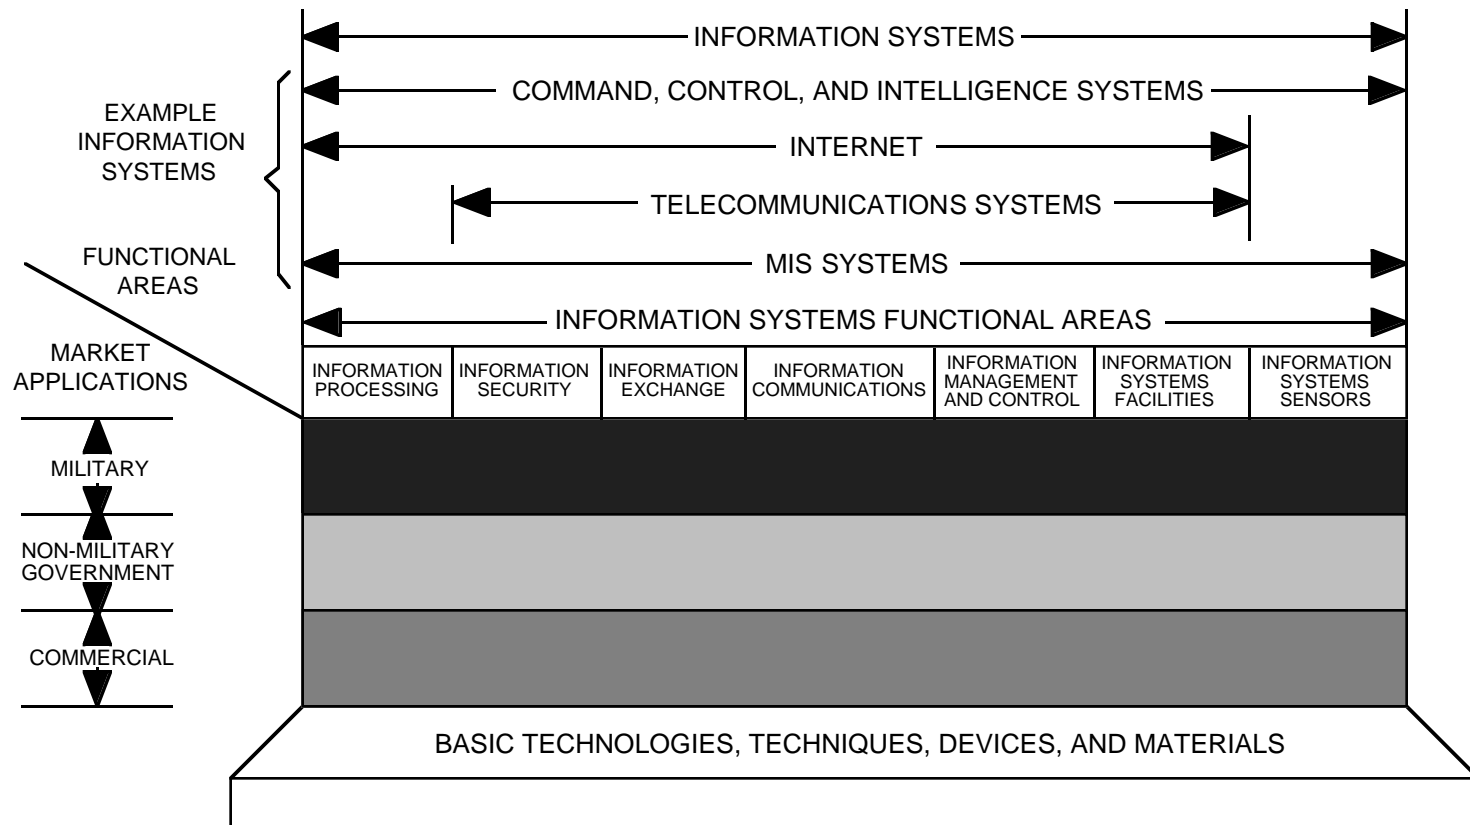 INFORMATION SYSTEMS
COMMAND, CONTROL, AND INTELLIGENCE SYSTEMS
EXAMPLE
INFORMATION
SYSTEMS
INTERNET
TELECOMMUNICATIONS SYSTEMS
FUNCTIONAL
AREAS
MIS SYSTEMS
INFORMATION SYSTEMS FUNCTIONAL AREAS
MARKET
APPLICATIONS
INFORMATION
PROCESSING
INFORMATION
SECURITY
INFORMATION
EXCHANGE
INFORMATION
COMMUNICATIONS
INFORMATION
MANAGEMENT
AND CONTROL
INFORMATION
SYSTEMS
FACILITIES
INFORMATION
SYSTEMS
SENSORS
MILITARY
NON-MILITARY
GOVERNMENT
COMMERCIAL
BASIC TECHNOLOGIES, TECHNIQUES, DEVICES, AND MATERIALS